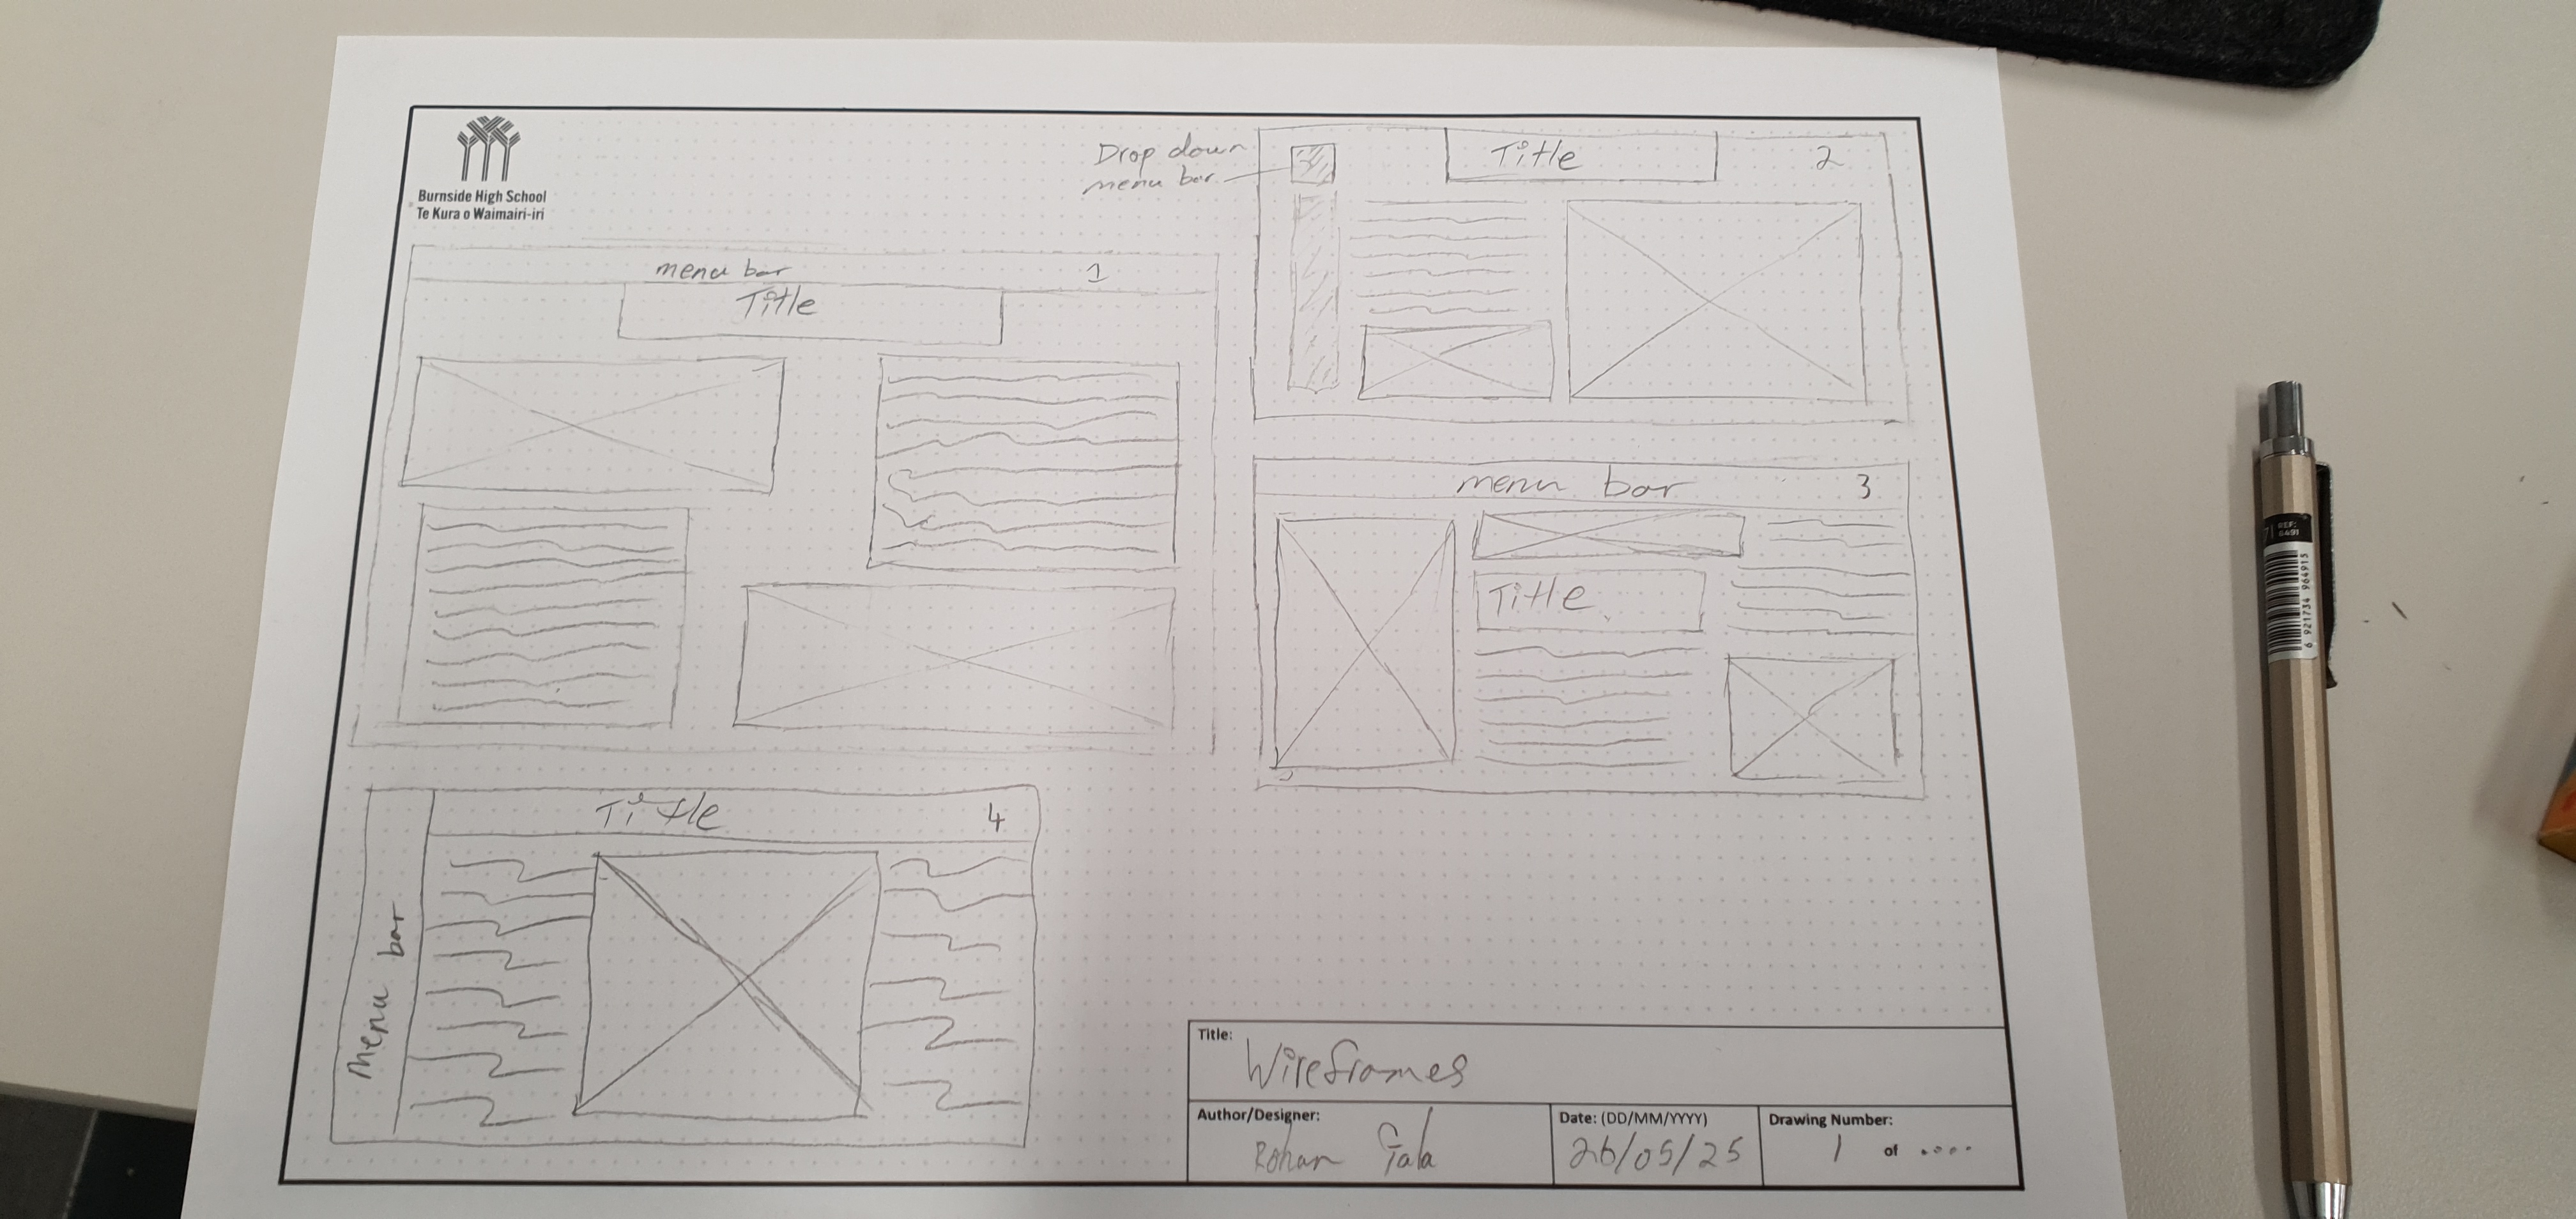 Burnside High School
Te Kura o Waimairi-iri
menu bar
1
Title
Drop down
menu bar
Title
2
menu bar
3
Title
Title
4
menu bar
Title:
Wireframes
Author/Designer:
Rohan Gala
Date: (DD/MM/YYYY)
26/05/25
Drawing Number:
1 of ....
REF:
6 921734 964915